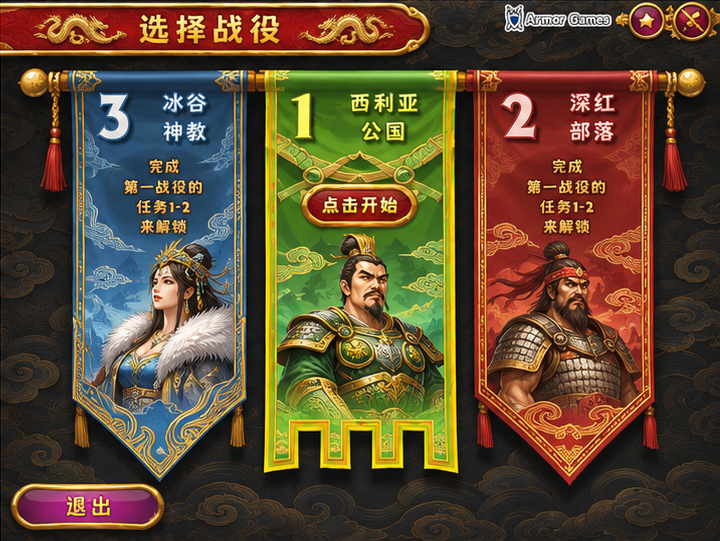 选择战役
Armor Games
3
冰谷
神教
完成
第一战役的
任务1-2
来解锁
1
西利亚
公国
点击开始
2
深红
部落
完成
第一战役的
任务1-2
来解锁
退出